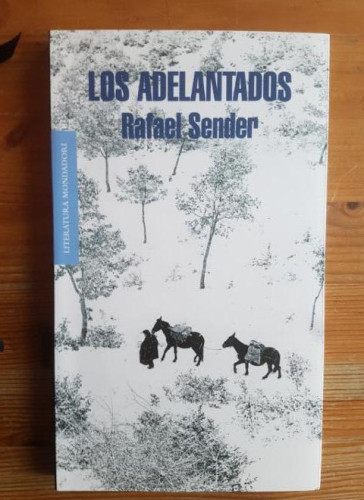 LOS ADELANTADOS
Rafael Sender
LITERATURA MONDADORI